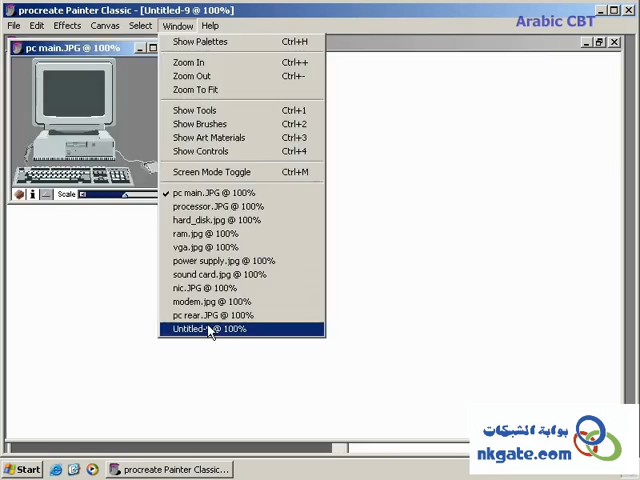 procreate Painter Classic - [Untitled-9 @ 100%]
Arabic CBT
File Edit Effects Canvas Select Window Help
pc main.JPG @ 100%
Show Palettes Ctrl+H
Zoom In Ctrl++
Zoom Out Ctrl+-
Zoom To Fit
Show Tools Ctrl+1
Show Brushes Ctrl+2
Show Art Materials Ctrl+3
Show Controls Ctrl+4
Screen Mode Toggle Ctrl+M
pc main.JPG @ 100%
processor.JPG @ 100%
hard_disk.jpg @ 100%
ram.jpg @ 100%
vga.jpg @ 100%
power supply.jpg @ 100%
sound card.jpg @ 100%
nic.JPG @ 100%
modem.jpg @ 100%
pc rear.JPG @ 100%
Untitled-9 @ 100%
Scale
بوابة الشبكات
nkgate.com
Start
procreate Painter Classic...